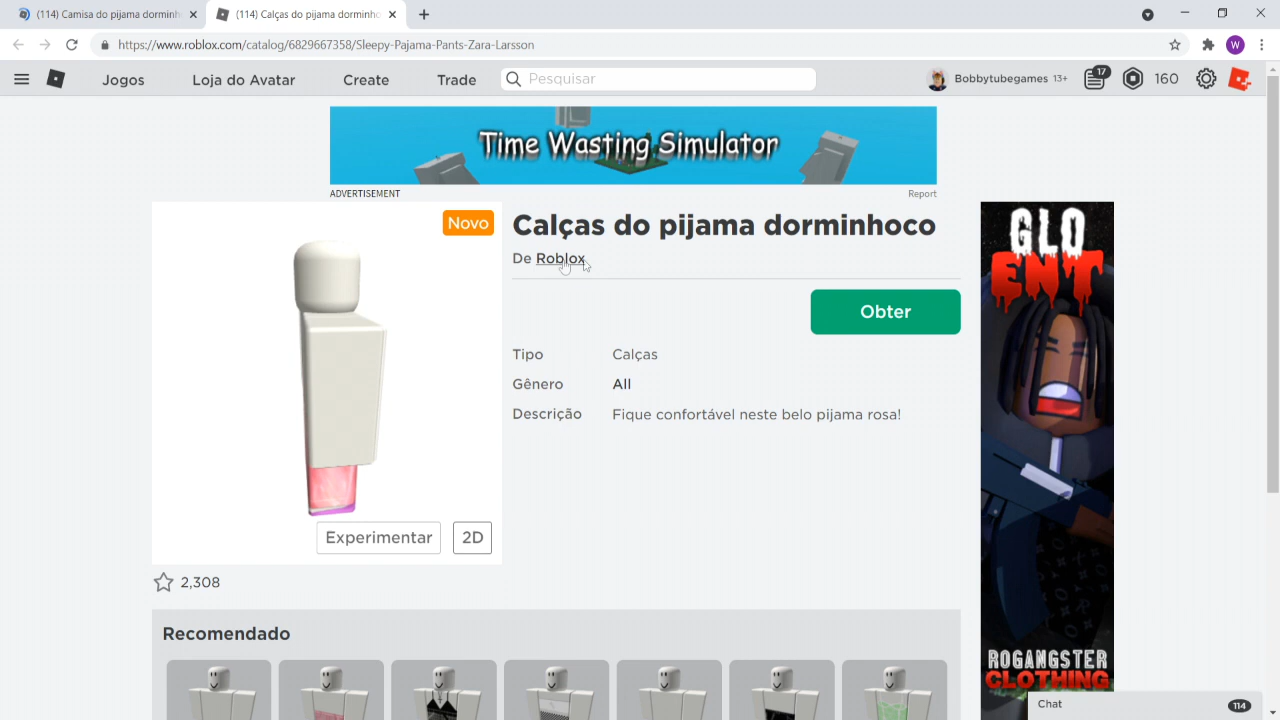 (114) Camisa do pijama dorminh
(114) Calças do pijama dorminho
https://www.roblox.com/catalog/6829667358/Sleepy-Pajama-Pants-Zara-Larsson
W
Jogos
Loja do Avatar
Create
Trade
Pesquisar
Bobbytubegames 13+
17
160
Time Wasting Simulator
ADVERTISEMENT
Report
Novo
Calças do pijama dorminhoco
De Roblox
Obter
Tipo Calças
Gênero All
Descrição Fique confortável neste belo pijama rosa!
Experimentar
2D
2,308
Recomendado
GLO
ENT
ROGANGSTER
CLOTHING
Chat
114